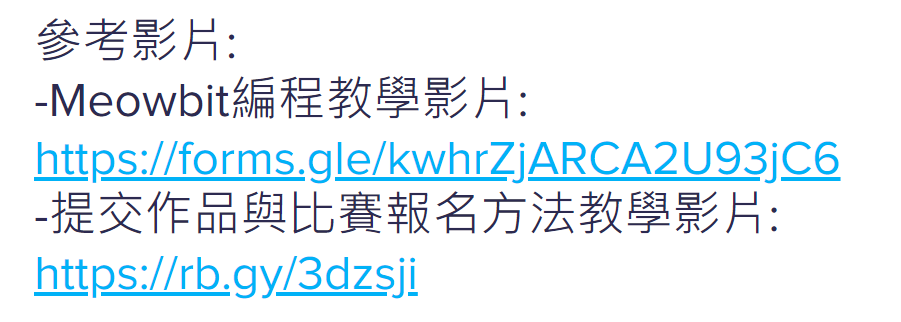 參考影片:
-Meowbit編程教學影片:
https://forms.gle/kwhrZjARCA2U93jC6
-提交作品與比賽報名方法教學影片:
https://rb.gy/3dzsji